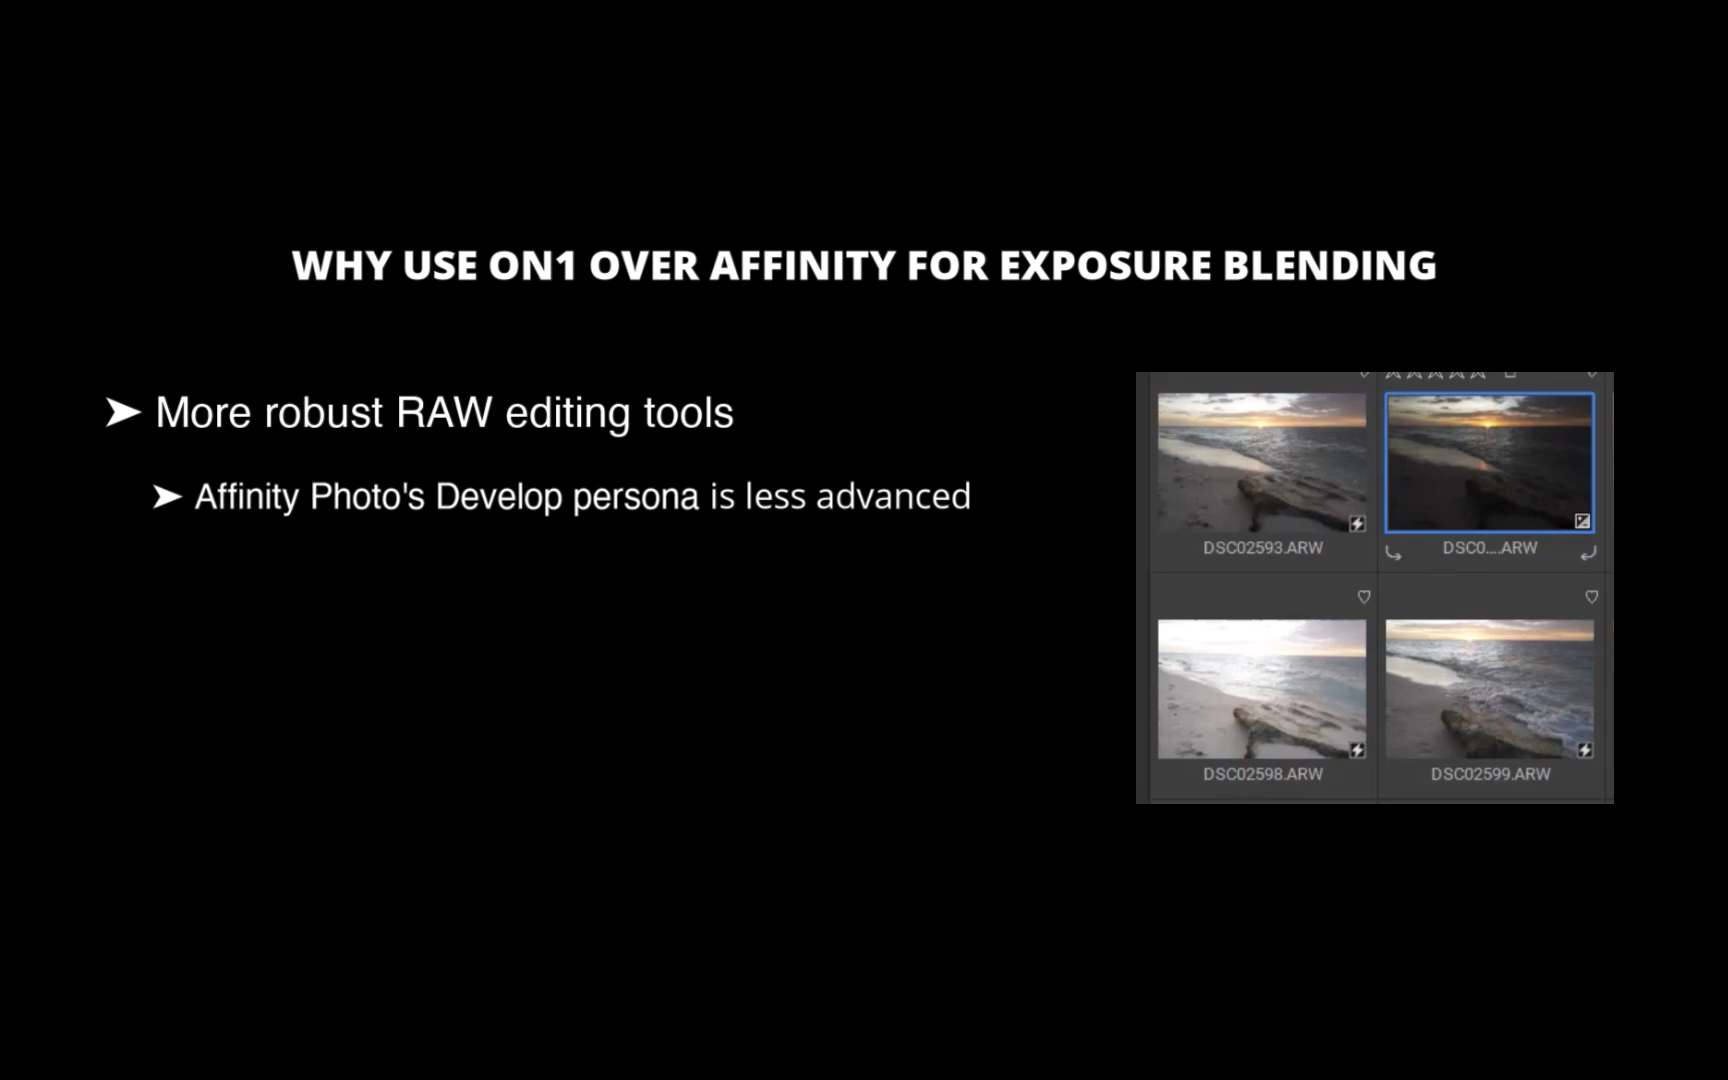 WHY USE ON1 OVER AFFINITY FOR EXPOSURE BLENDING
➤ More robust RAW editing tools
➤ Affinity Photo's Develop persona is less advanced
DSC02593.ARW
DSC0....ARW
DSC02598.ARW
DSC02599.ARW